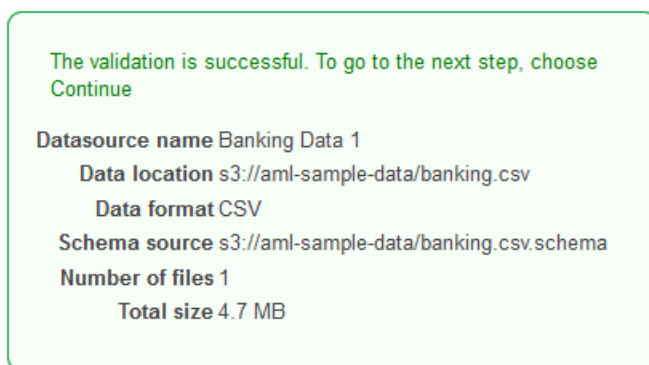 The validation is successful. To go to the next step, choose
Continue
Datasource name Banking Data 1
Data location s3://aml-sample-data/banking.csv
Data format CSV
Schema source s3://aml-sample-data/banking.csv.schema
Number of files 1
Total size 4.7 MB